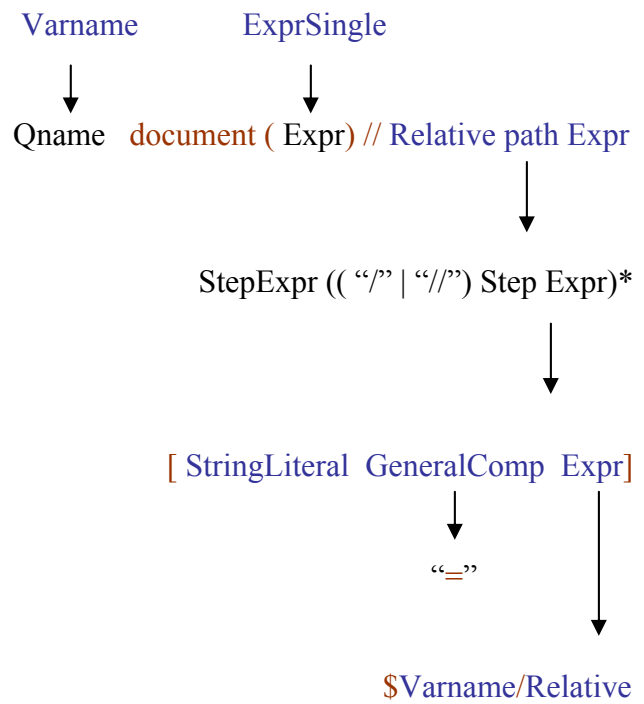 Varname ExprSingle
Qname document ( Expr) // Relative path Expr
StepExpr (( “/” | “//”) Step Expr)*
[ StringLiteral GeneralComp Expr]
“=”
$Varname/Relative